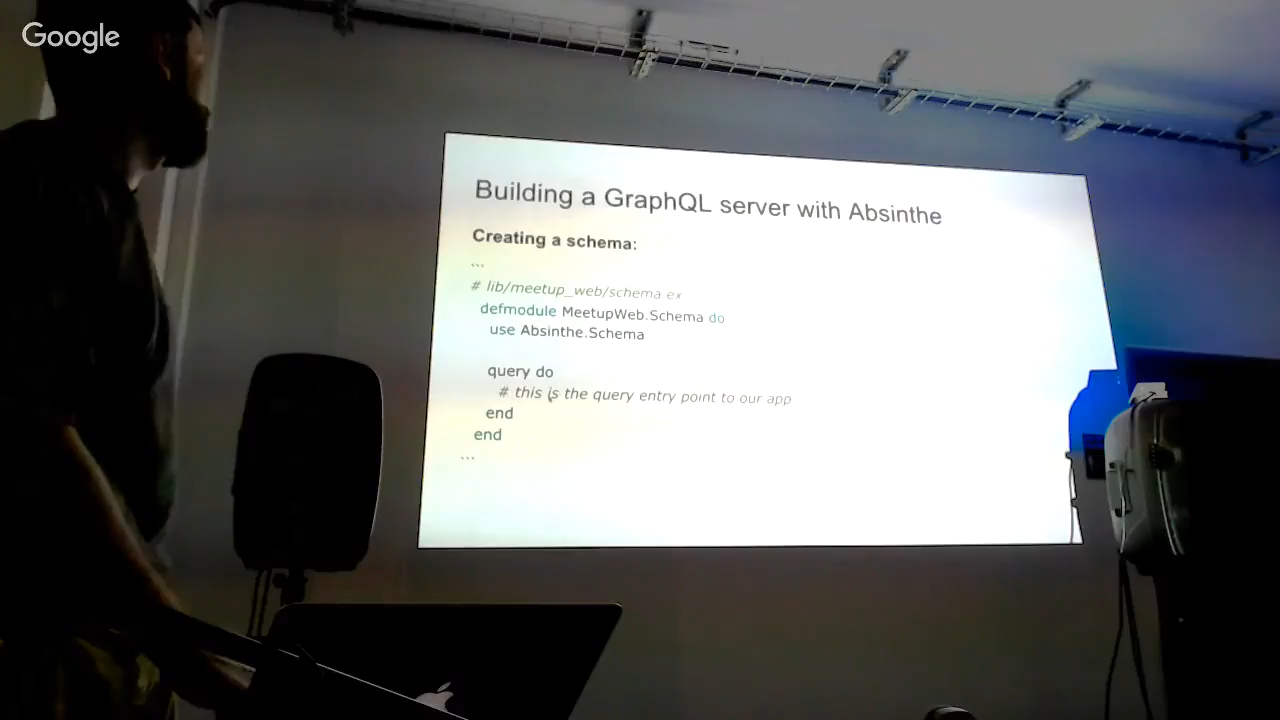 Google
Building a GraphQL server with Absinthe
Creating a schema:
...
# lib/meetup_web/schema ex
defmodule MeetupWeb.Schema do
use Absinthe.Schema
query do
# this is the query entry point to our app
end
end
...